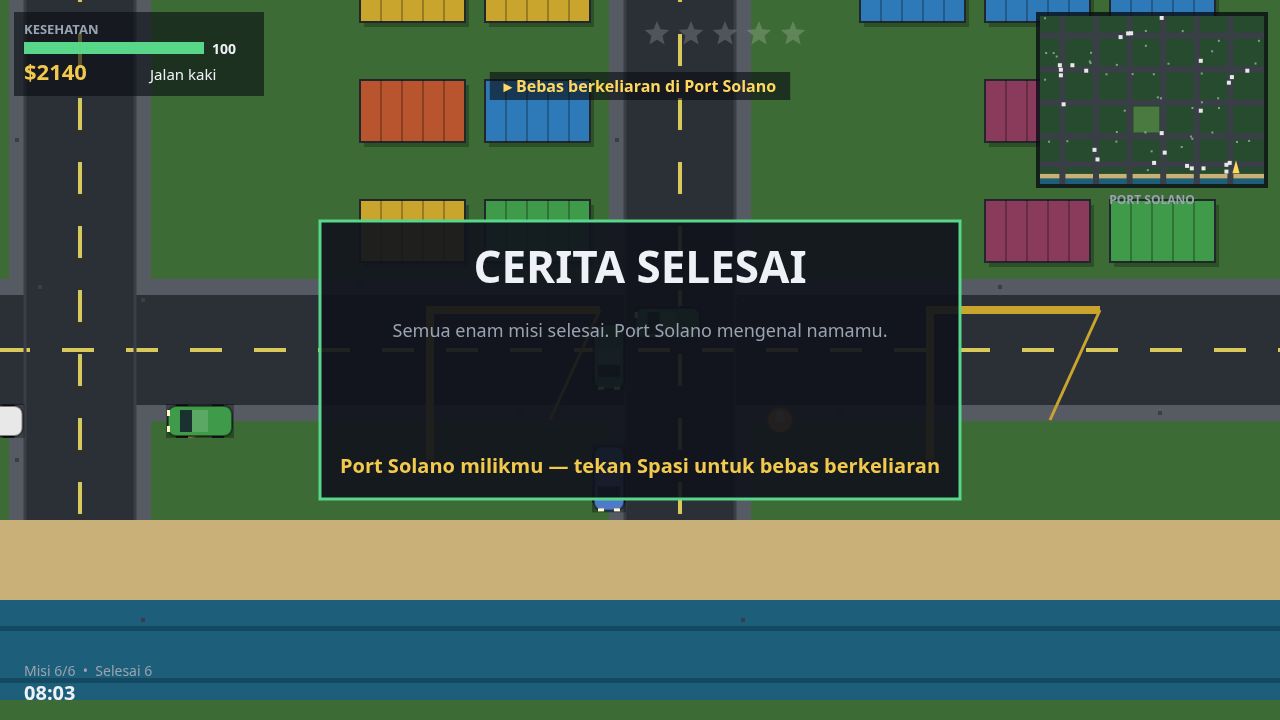 KESEHATAN
100
$2140
Jalan kaki
►Bebas berkeliaran di Port Solano
PORT SOLANO
CERITA SELESAI
Semua enam misi selesai. Port Solano mengenal namamu.
Port Solano milikmu — tekan Spasi untuk bebas berkeliaran
Misi 6/6 • Selesai 6
08:03